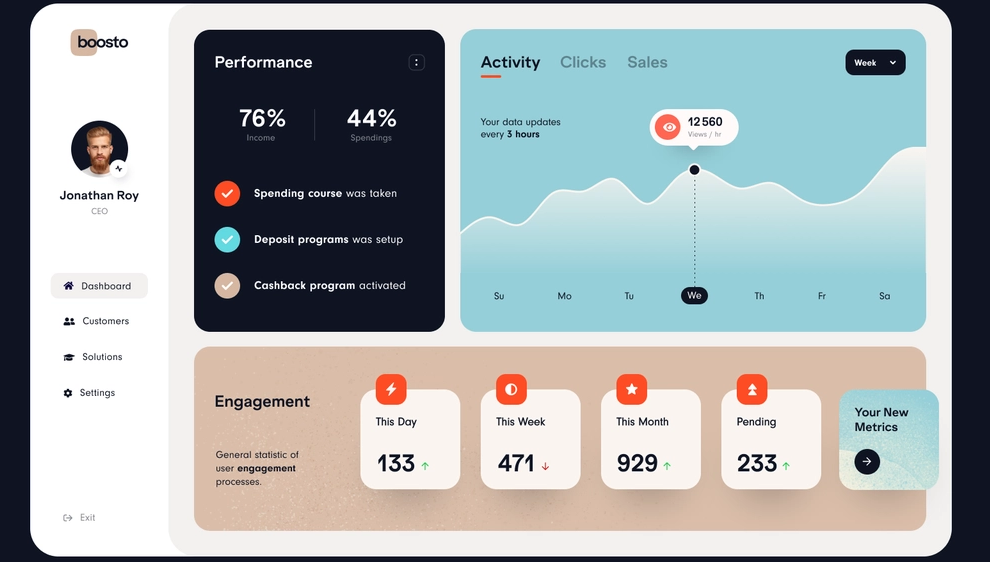 boosto
Jonathan Roy
CEO
Dashboard
Customers
Solutions
Settings
Exit
Performance
76%
Income
44%
Spendings
Spending course was taken
Deposit programs was setup
Cashback program activated
Activity Clicks Sales
Week
Your data updates
every 3 hours
12 560
Views / hr
Su Mo Tu We Th Fr Sa
Engagement
General statistic of
user engagement
processes.
This Day
133
This Week
471
This Month
929
Pending
233
Your New
Metrics